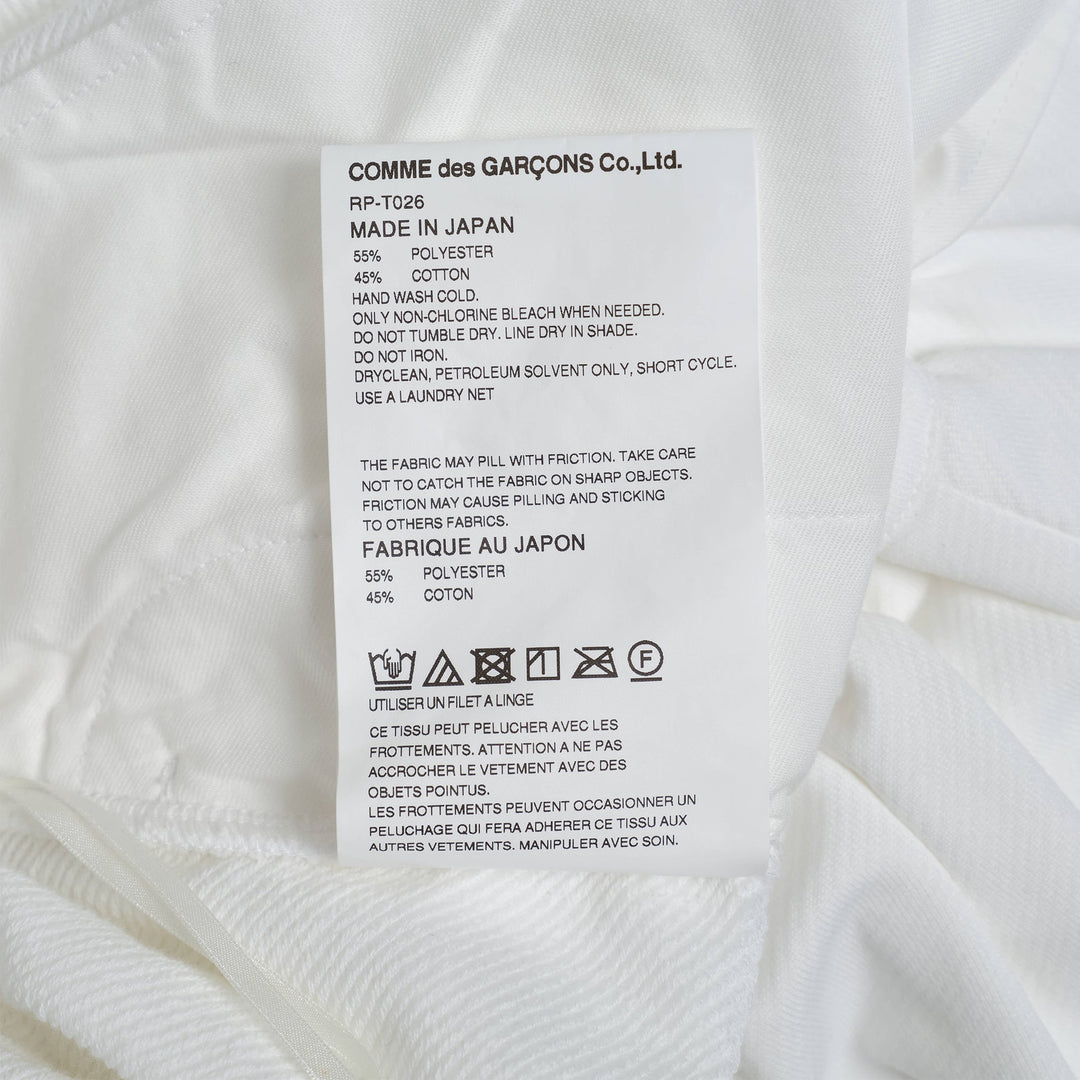 COMME des GARÇONS Co.,Ltd.
RP-T026
MADE IN JAPAN
55% POLYESTER
45% COTTON
HAND WASH COLD.
ONLY NON-CHLORINE BLEACH WHEN NEEDED.
DO NOT TUMBLE DRY. LINE DRY IN SHADE.
DO NOT IRON.
DRYCLEAN, PETROLEUM SOLVENT ONLY, SHORT CYCLE.
USE A LAUNDRY NET
THE FABRIC MAY PILL WITH FRICTION. TAKE CARE
NOT TO CATCH THE FABRIC ON SHARP OBJECTS.
FRICTION MAY CAUSE PILLING AND STICKING
TO OTHERS FABRICS.
FABRIQUE AU JAPON
55% POLYESTER
45% COTON
F
UTILISER UN FILET A LINGE
CE TISSU PEUT PELUCHER AVEC LES
FROTTEMENTS. ATTENTION A NE PAS
ACCROCHER LE VETEMENT AVEC DES
OBJETS POINTUS.
LES FROTTEMENTS PEUVENT OCCASIONNER UN
PELUCHAGE QUI FERA ADHERER CE TISSU AUX
AUTRES VETEMENTS. MANIPULER AVEC SOIN.